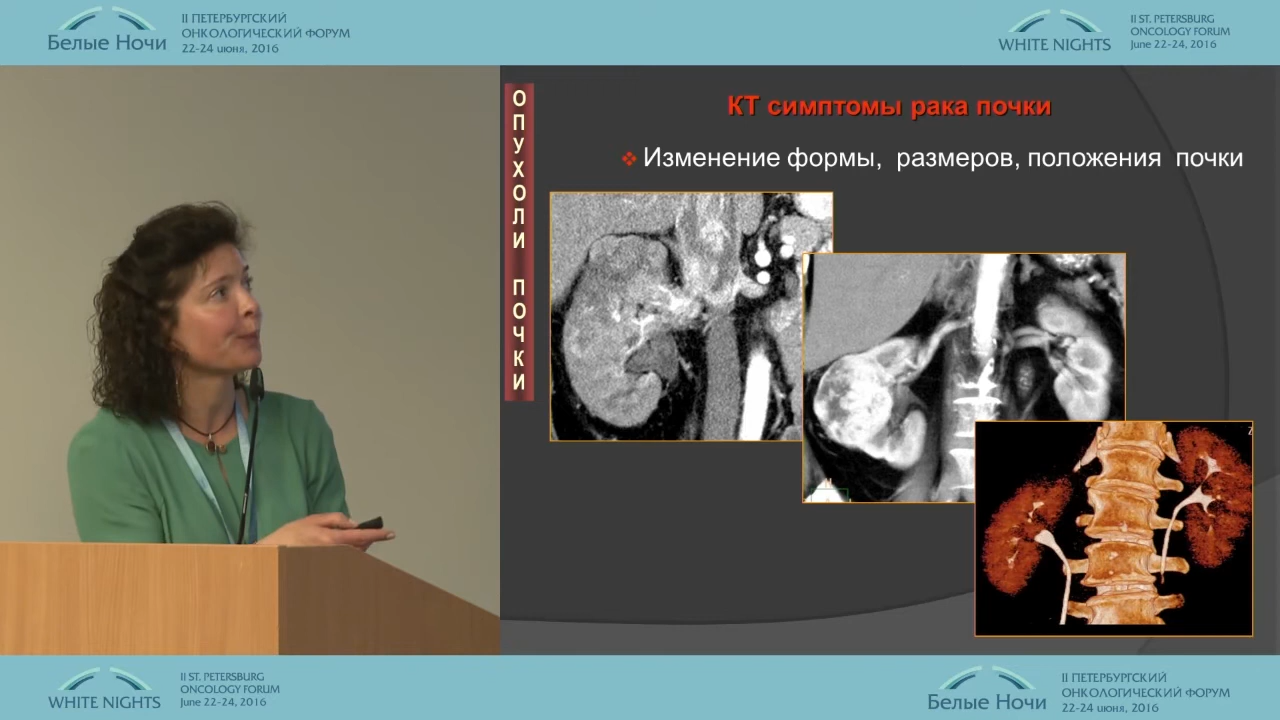 Белые Ночи
II ПЕТЕРБУРГСКИЙ
ОНКОЛОГИЧЕСКИЙ ФОРУМ
22-24 июня, 2016
WHITE NIGHTS
II ST. PETERSBURG
ONCOLOGY FORUM
June 22-24, 2016
ОПУХОЛИ ПОЧКИ
КТ симптомы рака почки
Изменение формы, размеров, положения почки
WHITE NIGHTS
II ST. PETERSBURG
ONCOLOGY FORUM
June 22-24, 2016
Белые Ночи
II ПЕТЕРБУРГСКИЙ
ОНКОЛОГИЧЕСКИЙ ФОРУМ
22-24 июня, 2016